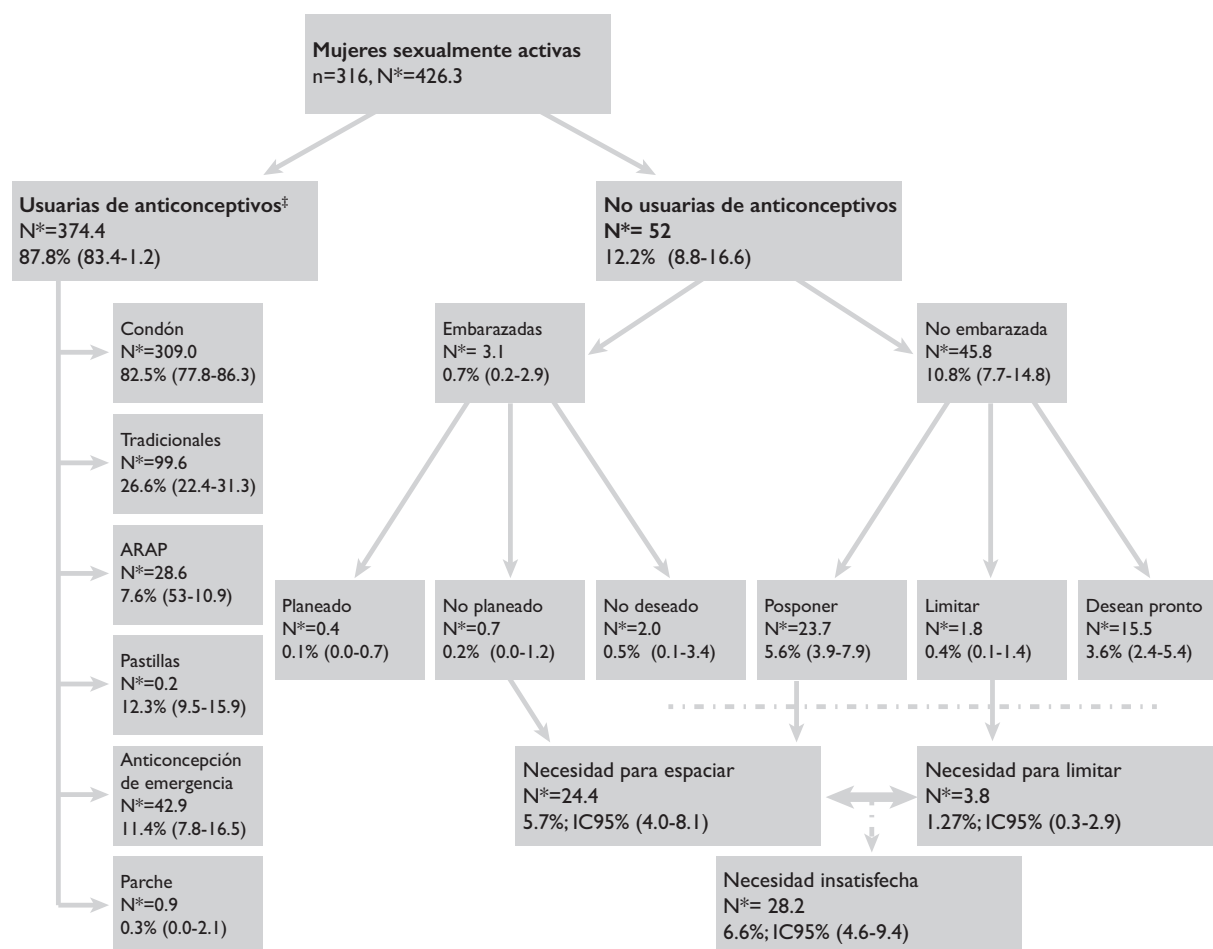 Mujeres sexualmente activas
n=316, N*=426.3
Usuarias de anticonceptivos‡
N*=374.4
87.8% (83.4-1.2)
No usuarias de anticonceptivos
N*= 52
12.2% (8.8-16.6)
Condón
N*=309.0
82.5% (77.8-86.3)
Tradicionales
N*=99.6
26.6% (22.4-31.3)
ARAP
N*=28.6
7.6% (53-10.9)
Pastillas
N*=0.2
12.3% (9.5-15.9)
Anticoncepción
de emergencia
N*=42.9
11.4% (7.8-16.5)
Parche
N*=0.9
0.3% (0.0-2.1)
Embarazadas
N*= 3.1
0.7% (0.2-2.9)
No embarazada
N*=45.8
10.8% (7.7-14.8)
Planeado
N*=0.4
0.1% (0.0-0.7)
No planeado
N*=0.7
0.2% (0.0-1.2)
No deseado
N*=2.0
0.5% (0.1-3.4)
Posponer
N*=23.7
5.6% (3.9-7.9)
Limitar
N*=1.8
0.4% (0.1-1.4)
Desean pronto
N*=15.5
3.6% (2.4-5.4)
Necesidad para espaciar
N*=24.4
5.7%; IC95% (4.0-8.1)
Necesidad para limitar
N*=3.8
1.27%; IC95% (0.3-2.9)
Necesidad insatisfecha
N*= 28.2
6.6%; IC95% (4.6-9.4)